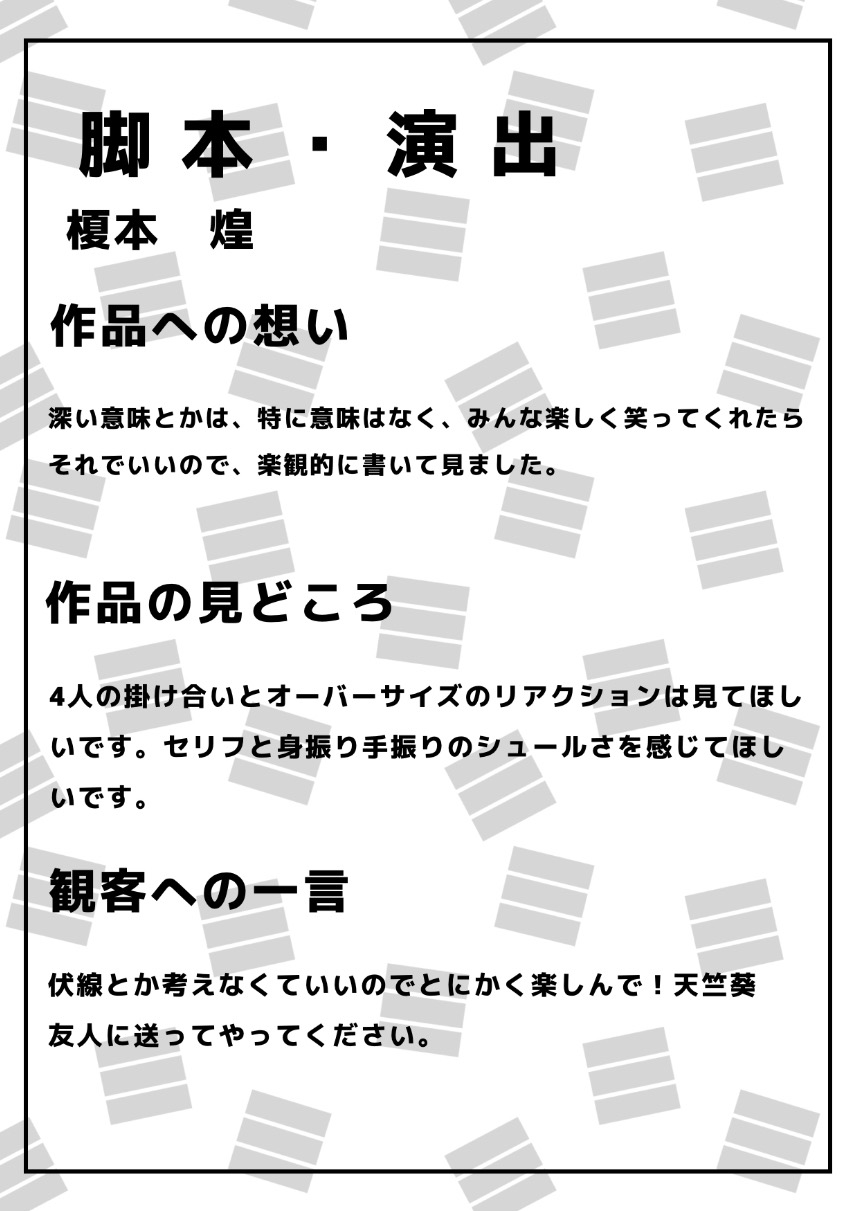 脚本・演出
榎本　煌
作品への想い
深い意味とかは、特に意味はなく、みんな楽しく笑ってくれたら
それでいいので、楽観的に書いて見ました。
作品の見どころ
4人の掛け合いとオーバーサイズのリアクションは見てほし
いです。セリフと身振り手振りのシュールさを感じてほし
いです。
観客への一言
伏線とか考えなくていいのでとにかく楽しんで！天竺葵
友人に送ってやってください。